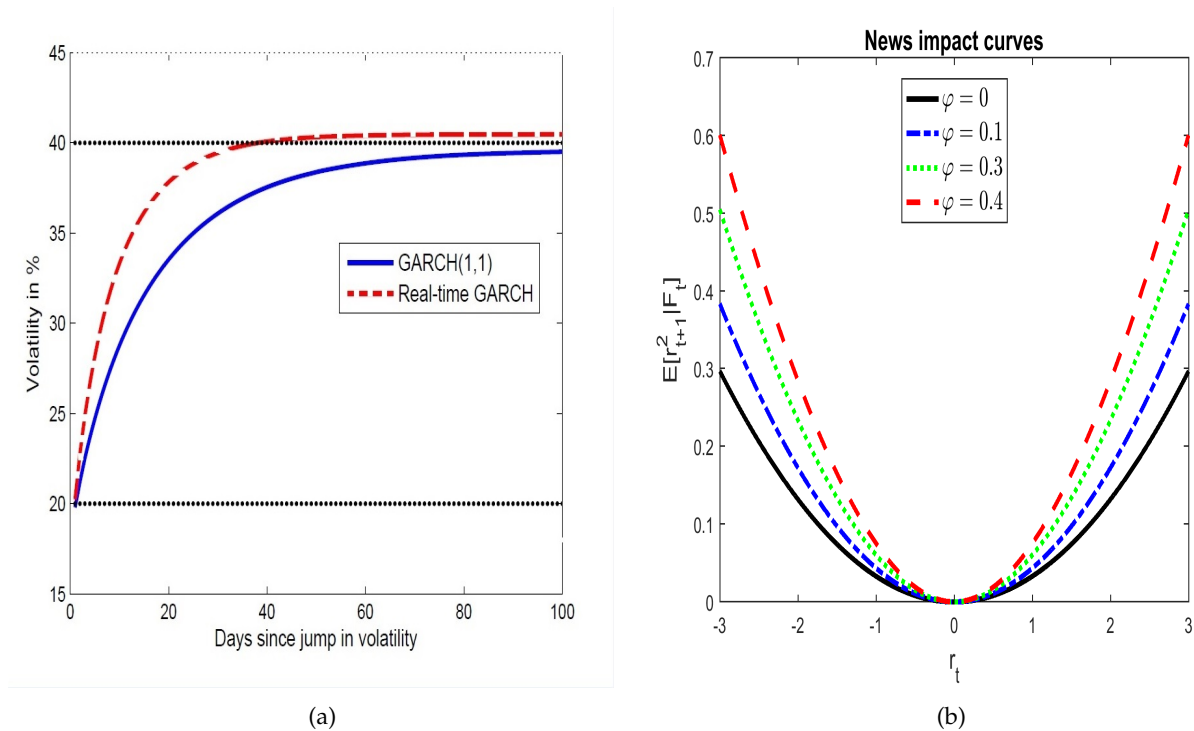 45
40
35
30
25
20
15
0
20
40
60
80
100
Volatility in %
Days since jump in volatility
GARCH(1,1)
Real-time GARCH
(a)
News impact curves
φ = 0
φ = 0.1
φ = 0.3
φ = 0.4
0.7
0.6
0.5
0.4
0.3
0.2
0.1
0
-3
-2
-1
0
1
2
3
E[r²ₜ₊₁|Fₜ]
rₜ
(b)